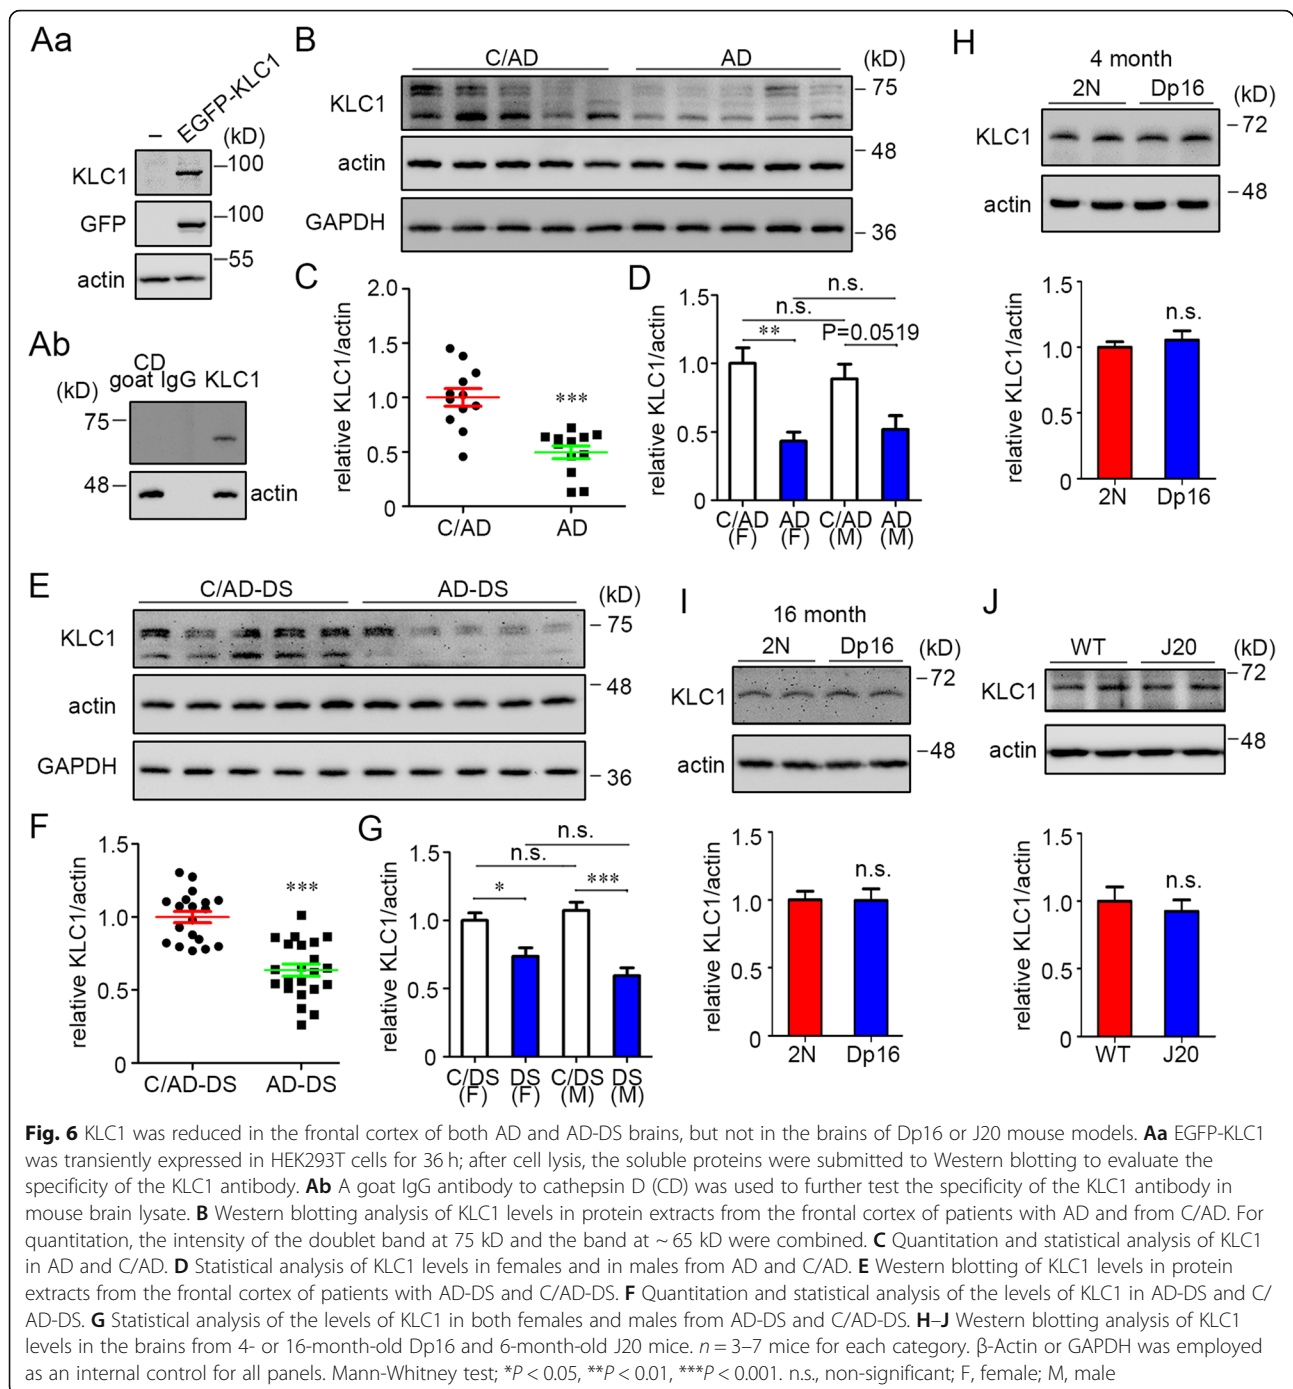 Aa
EGFP-KLC1
–
(kD)
KLC1
–100
GFP
–100
–55
actin
Ab
CD
(kD)
goat IgG KLC1
75–
48–
actin
B
C/AD
AD
(kD)
KLC1
– 75
actin
– 48
GAPDH
– 36
C
relative KLC1/actin
2.0
1.5
1.0
0.5
0
***
C/AD
AD
D
relative KLC1/actin
1.5
1.0
0.5
0
n.s.
n.s.
**
P=0.0519
C/AD AD C/AD AD
(F) (F) (M) (M)
H
4 month
2N
Dp16
(kD)
KLC1
–72
actin
–48
relative KLC1/actin
1.5
1.0
0.5
0
n.s.
2N
Dp16
E
C/AD-DS
AD-DS
(kD)
KLC1
– 75
actin
– 48
GAPDH
– 36
F
relative KLC1/actin
1.5
1.0
0.5
0
***
C/AD-DS
AD-DS
G
relative KLC1/actin
1.5
1.0
0.5
0
n.s.
n.s.
*
***
C/DS DS C/DS DS
(F) (F) (M) (M)
I
16 month
2N
Dp16
(kD)
KLC1
–72
actin
–48
relative KLC1/actin
1.5
1.0
0.5
0
n.s.
2N
Dp16
J
WT
J20
(kD)
KLC1
–72
actin
–48
relative KLC1/actin
1.5
1.0
0.5
0
n.s.
WT
J20
Fig. 6 KLC1 was reduced in the frontal cortex of both AD and AD-DS brains, but not in the brains of Dp16 or J20 mouse models. Aa EGFP-KLC1
was transiently expressed in HEK293T cells for 36 h; after cell lysis, the soluble proteins were submitted to Western blotting to evaluate the
specificity of the KLC1 antibody. Ab A goat IgG antibody to cathepsin D (CD) was used to further test the specificity of the KLC1 antibody in
mouse brain lysate. B Western blotting analysis of KLC1 levels in protein extracts from the frontal cortex of patients with AD and from C/AD. For
quantitation, the intensity of the doublet band at 75 kD and the band at ~ 65 kD were combined. C Quantitation and statistical analysis of KLC1
in AD and C/AD. D Statistical analysis of KLC1 levels in females and in males from AD and C/AD. E Western blotting of KLC1 levels in protein
extracts from the frontal cortex of patients with AD-DS and C/AD-DS. F Quantitation and statistical analysis of the levels of KLC1 in AD-DS and C/
AD-DS. G Statistical analysis of the levels of KLC1 in both females and males from AD-DS and C/AD-DS. H–J Western blotting analysis of KLC1
levels in the brains from 4- or 16-month-old Dp16 and 6-month-old J20 mice. n = 3–7 mice for each category. β-Actin or GAPDH was employed
as an internal control for all panels. Mann-Whitney test; *P < 0.05, **P < 0.01, ***P < 0.001. n.s., non-significant; F, female; M, male